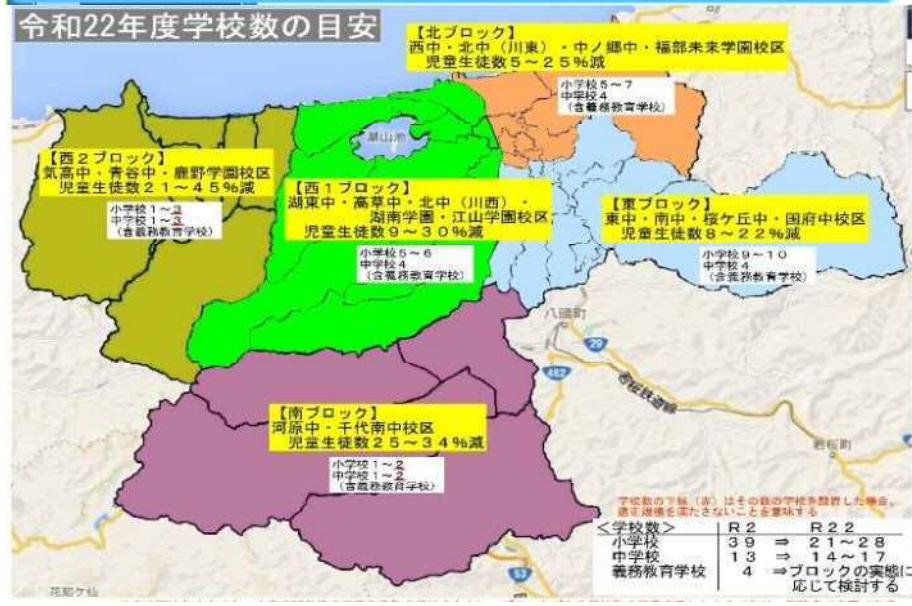 令和22年度学校数の目安
【北ブロック】
西中・北中（川東）・中ノ郷中・福部未来学園校区
児童生徒数５～２５％減
小学校５～７
中学校４
（含義務教育学校）
湖山池
【西２ブロック】
気高中・青谷中・鹿野学園校区
児童生徒数２１～４５％減
小学校１～３
中学校１～３
（含義務教育学校）
【西１ブロック】
湖東中・高草中・北中（川西）・
湖南学園・江山学園校区
児童生徒数９～３０％減
小学校５～６
中学校４
（含義務教育学校）
【東ブロック】
東中・南中・桜ケ丘中・国府中校区
児童生徒数８～２２％減
小学校９～１０
中学校４
（含義務教育学校）
八頭町
29
482
若桜鉄道線
若桜町
【南ブロック】
河原中・千代南中校区
児童生徒数２５～３４％減
小学校１～２
中学校１～２
（含義務教育学校）
学校数の下線（赤）はその数の学校を設置した場合、
適正規模を満たさないことを意味する
＜学校数＞ Ｒ２ Ｒ２２
小学校 ３９ ⇒ ２１～２８
中学校 １３ ⇒ １４～１７
義務教育学校 ４ ⇒ブロックの実態に
応じて検討する
53